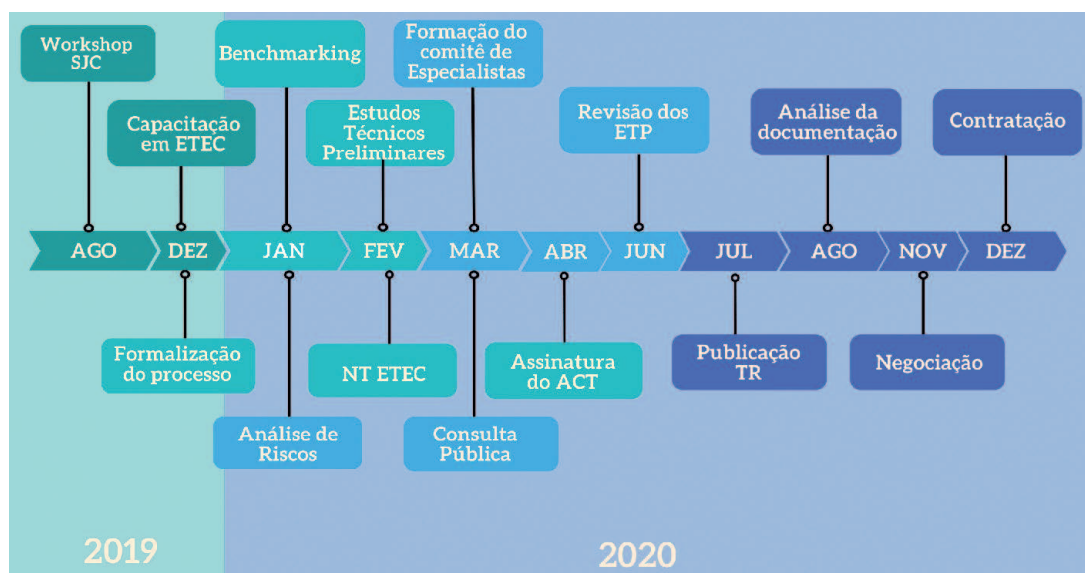 Workshop
SJC
Capacitação
em ETEC
Benchmarking
Estudos
Técnicos
Preliminares
Formação do
comitê de
Especialistas
Revisão dos
ETP
Análise da
documentação
Contratação
AGO
DEZ
JAN
FEV
MAR
ABR
JUN
JUL
AGO
NOV
DEZ
Formalização
do processo
Análise de
Riscos
NT ETEC
Consulta
Pública
Assinatura
do ACT
Publicação
TR
Negociação
2019
2020